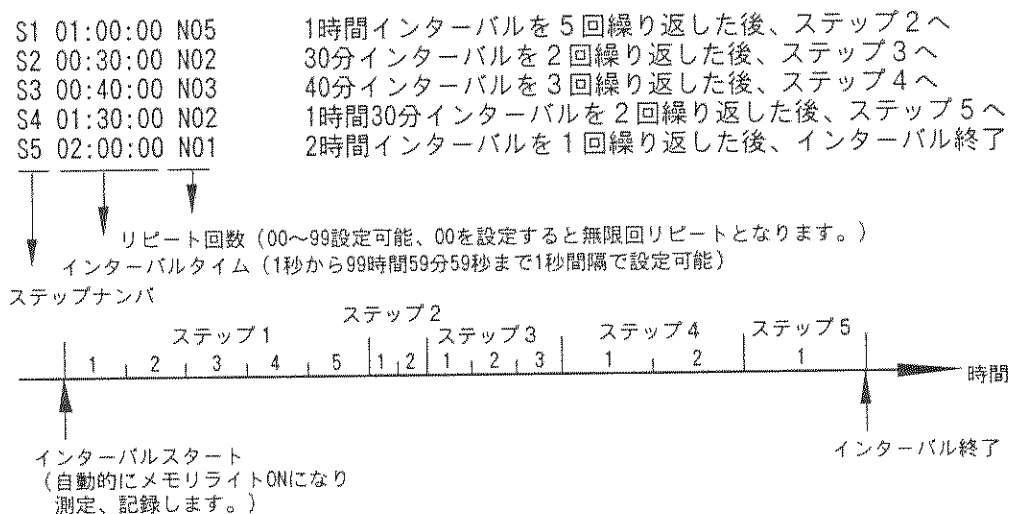 S1 01:00:00 N05 1時間インターバルを5回繰り返した後、ステップ2へ
S2 00:30:00 N02 30分インターバルを2回繰り返した後、ステップ3へ
S3 00:40:00 N03 40分インターバルを3回繰り返した後、ステップ4へ
S4 01:30:00 N02 1時間30分インターバルを2回繰り返した後、ステップ5へ
S5 02:00:00 N01 2時間インターバルを1回繰り返した後、インターバル終了
リピート回数(00〜99設定可能、00を設定すると無限回リピートとなります。)
インターバルタイム(1秒から99時間59分59秒まで1秒間隔で設定可能)
ステップナンバ
ステップ1 ステップ2 ステップ3 ステップ4 ステップ5
1 2 3 4 5 1 2 1 2 3 1 2 1
時間
インターバルスタート
(自動的にメモリライトONになり
測定、記録します。)
インターバル終了